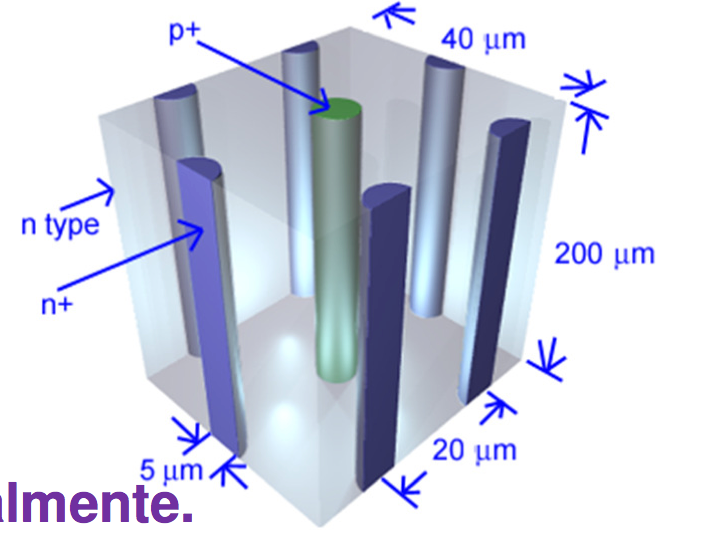 p+
40 μm
n type
200 μm
n+
20 μm
5 μm
almente.